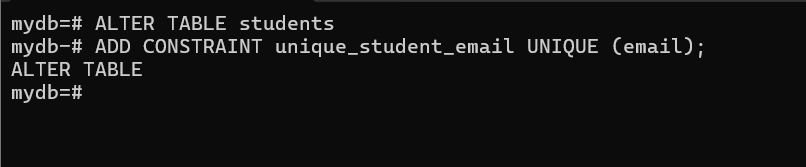 mydb=# ALTER TABLE students
mydb-# ADD CONSTRAINT unique_student_email UNIQUE (email);
ALTER TABLE
mydb=#